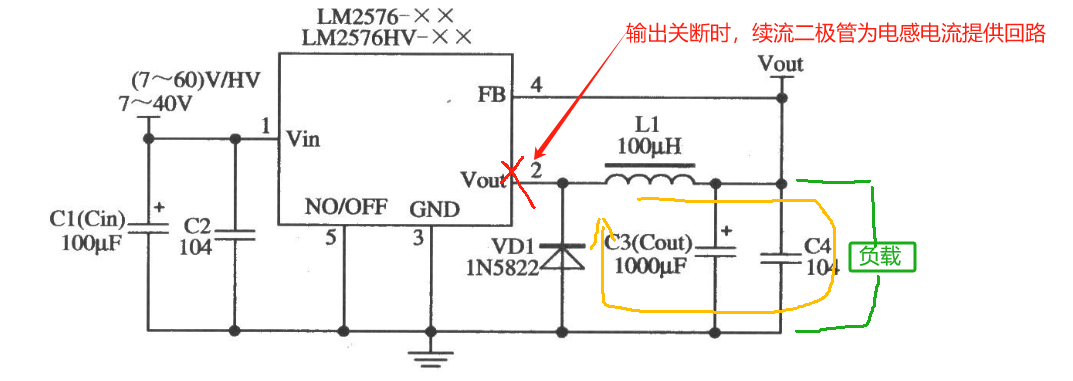 LM2576-××
LM2576HV-××
输出关断时，续流二极管为电感电流提供回路
Vout
(7～60)V/HV
7～40V
FB
4
1
Vin
L1
100μH
Vout
2
C1(Cin)
100μF
+
C2
104
NO/OFF
GND
5
3
VD1
1N5822
C3(Cout)
1000μF
+
C4
104
负载